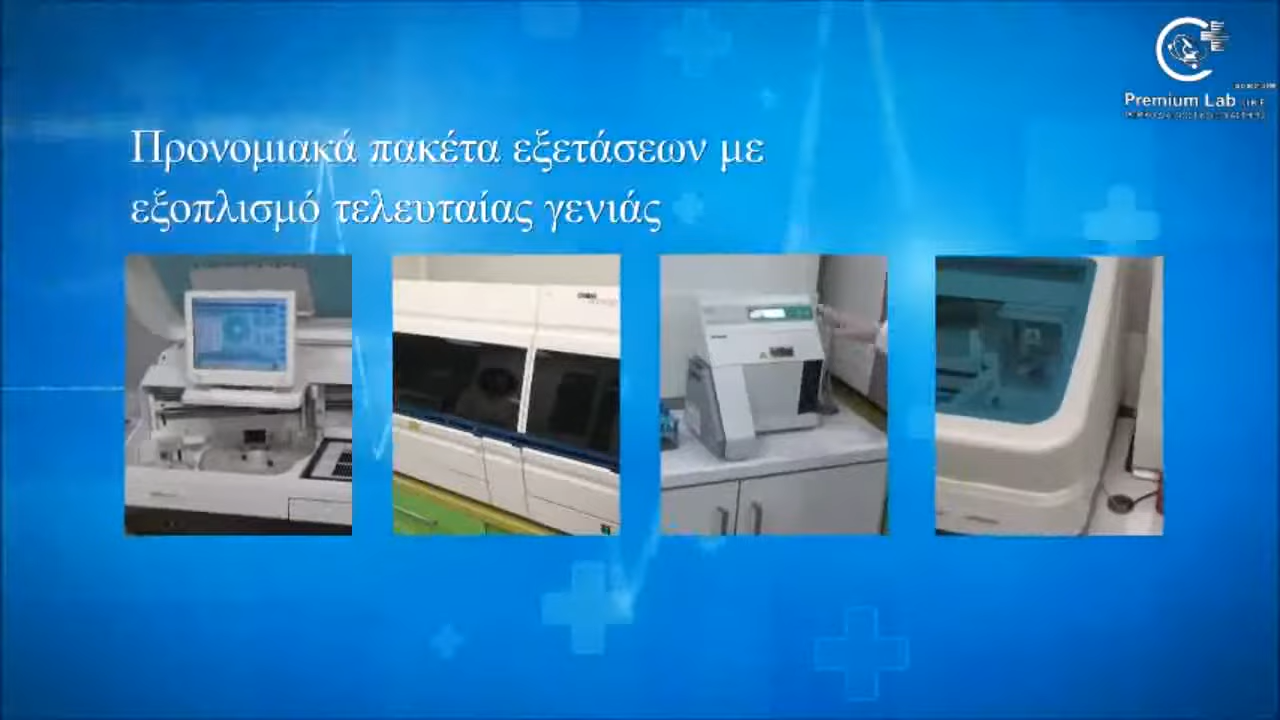 Premium Lab
Προνομιακά πακέτα εξετάσεων με
εξοπλισμό τελευταίας γενιάς